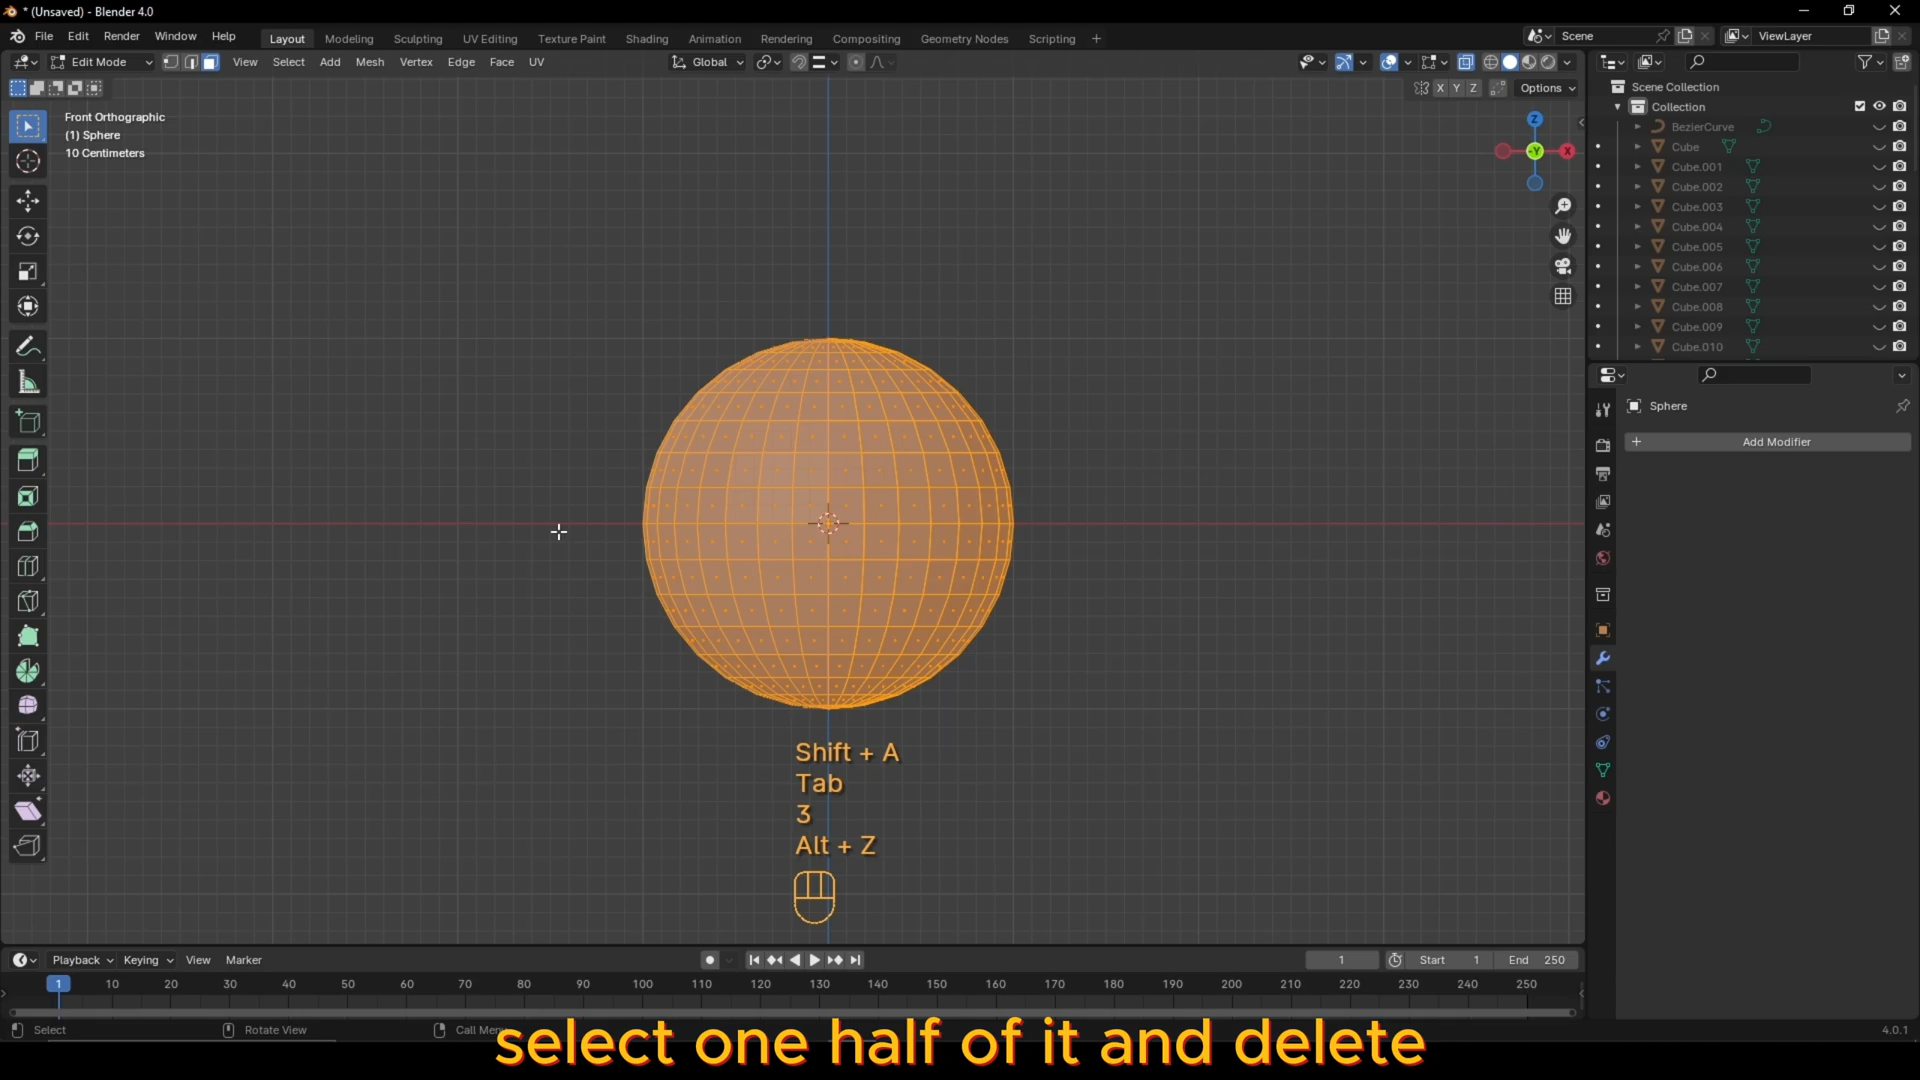 * (Unsaved) - Blender 4.0
File Edit Render Window Help
Layout Modeling Sculpting UV Editing Texture Paint Shading Animation Rendering Compositing Geometry Nodes Scripting +
Scene
ViewLayer
Edit Mode
View Select Add Mesh Vertex Edge Face UV
Global
X Y Z
Options
Front Orthographic
(1) Sphere
10 Centimeters
Z
-Y
X
Scene Collection
Collection
BezierCurve
Cube
Cube.001
Cube.002
Cube.003
Cube.004
Cube.005
Cube.006
Cube.007
Cube.008
Cube.009
Cube.010
Sphere
+ Add Modifier
Shift + A
Tab
3
Alt + Z
Playback Keying View Marker
1
Start 1
End 250
1 10 20 30 40 50 60 70 80 90 100 110 120 130 140 150 160 170 180 190 200 210 220 230 240 250
Select
Rotate View
Call Menu
4.0.1
select one half of it and delete